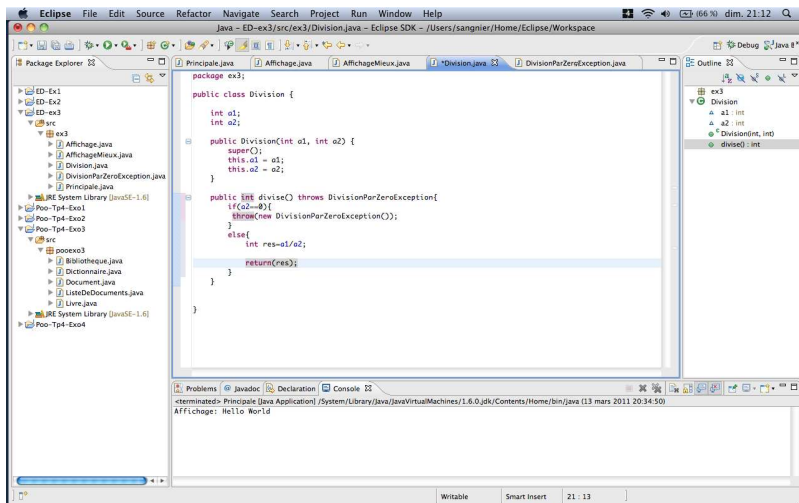 Eclipse File Edit Source Refactor Navigate Search Project Run Window Help (66 %) dim. 21:12
Java – ED-ex3/src/ex3/Division.java – Eclipse SDK – /Users/sangnier/Home/Eclipse/Workspace
Debug Java
Package Explorer
ED-Ex1
ED-Ex2
ED-ex3
src
ex3
Affichage.java
AffichageMieux.java
Division.java
DivisionParZeroException.java
Principale.java
JRE System Library [JavaSE-1.6]
Poo-Tp4-Exo1
Poo-Tp4-Exo2
Poo-TP4-Exo3
src
pooexo3
Bibliotheque.java
Dictionnaire.java
Document.java
ListeDeDocuments.java
Livre.java
JRE System Library [JavaSE-1.6]
Poo-Tp4-Exo4
Principale.java Affichage.java AffichageMieux.java *Division.java DivisionParZeroException.java
package ex3;
public class Division {
int a1;
int a2;
public Division(int a1, int a2) {
super();
this.a1 = a1;
this.a2 = a2;
}
public int divise() throws DivisionParZeroException{
if(a2==0){
throw(new DivisionParZeroException());
}
else{
int res=a1/a2;
return(res);
}
}
}
Outline
ex3
Division
a1 : int
a2 : int
Division(int, int)
divise() : int
Problems Javadoc Declaration Console
<terminated> Principale [Java Application] /System/Library/Java/JavaVirtualMachines/1.6.0.jdk/Contents/Home/bin/java (13 mars 2011 20:34:50)
Affichage: Hello World
Writable Smart Insert 21 : 13